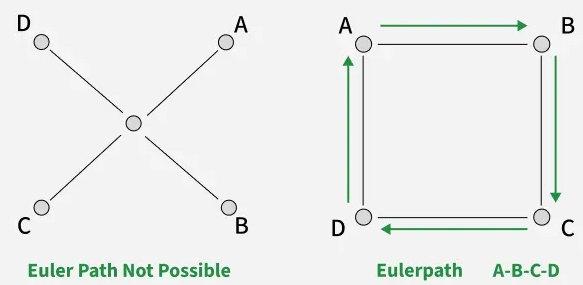 D
A
C
B
Euler Path Not Possible
A
B
D
C
Eulerpath A-B-C-D